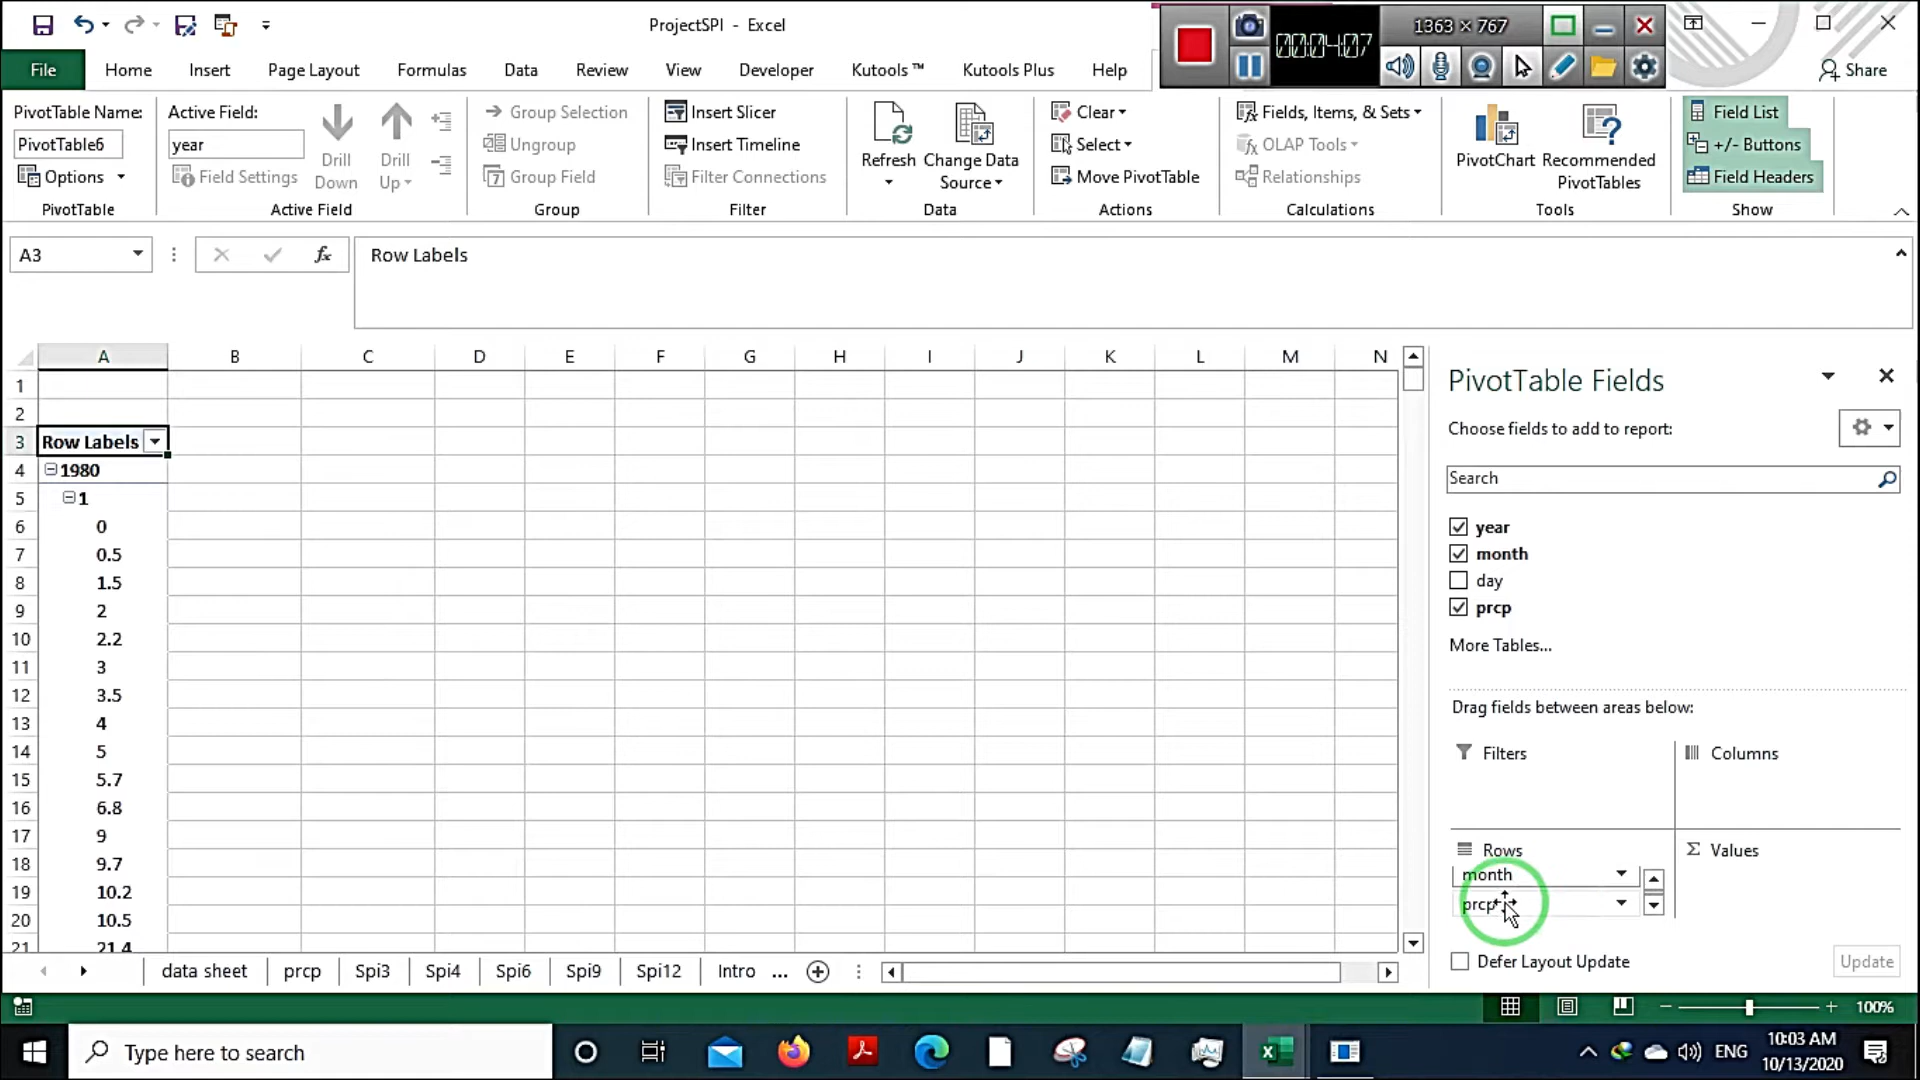 ProjectSPI - Excel
1363 × 767
00:04:07
File Home Insert Page Layout Formulas Data Review View Developer Kutools ™ Kutools Plus Help Share
PivotTable Name:
PivotTable6
Options
PivotTable
Active Field:
year
Field Settings
Drill Down
Drill Up
Active Field
Group Selection
Ungroup
Group Field
Group
Insert Slicer
Insert Timeline
Filter Connections
Filter
Refresh
Change Data Source
Data
Clear
Select
Move PivotTable
Actions
Fields, Items, & Sets
OLAP Tools
Relationships
Calculations
PivotChart
Recommended PivotTables
Tools
Field List
+/- Buttons
Field Headers
Show
A3 fx Row Labels
A B C D E F G H I J K L M N
1
2
3 Row Labels
4 1980
5 1
6 0
7 0.5
8 1.5
9 2
10 2.2
11 3
12 3.5
13 4
14 5
15 5.7
16 6.8
17 9
18 9.7
19 10.2
20 10.5
21 21.4
PivotTable Fields
Choose fields to add to report:
Search
year
month
day
prcp
More Tables...
Drag fields between areas below:
Filters
Columns
Rows
Σ Values
month
prcp
Defer Layout Update
Update
data sheet prcp Spi3 Spi4 Spi6 Spi9 Spi12 Intro ...
100%
Type here to search
ENG
10:03 AM
10/13/2020